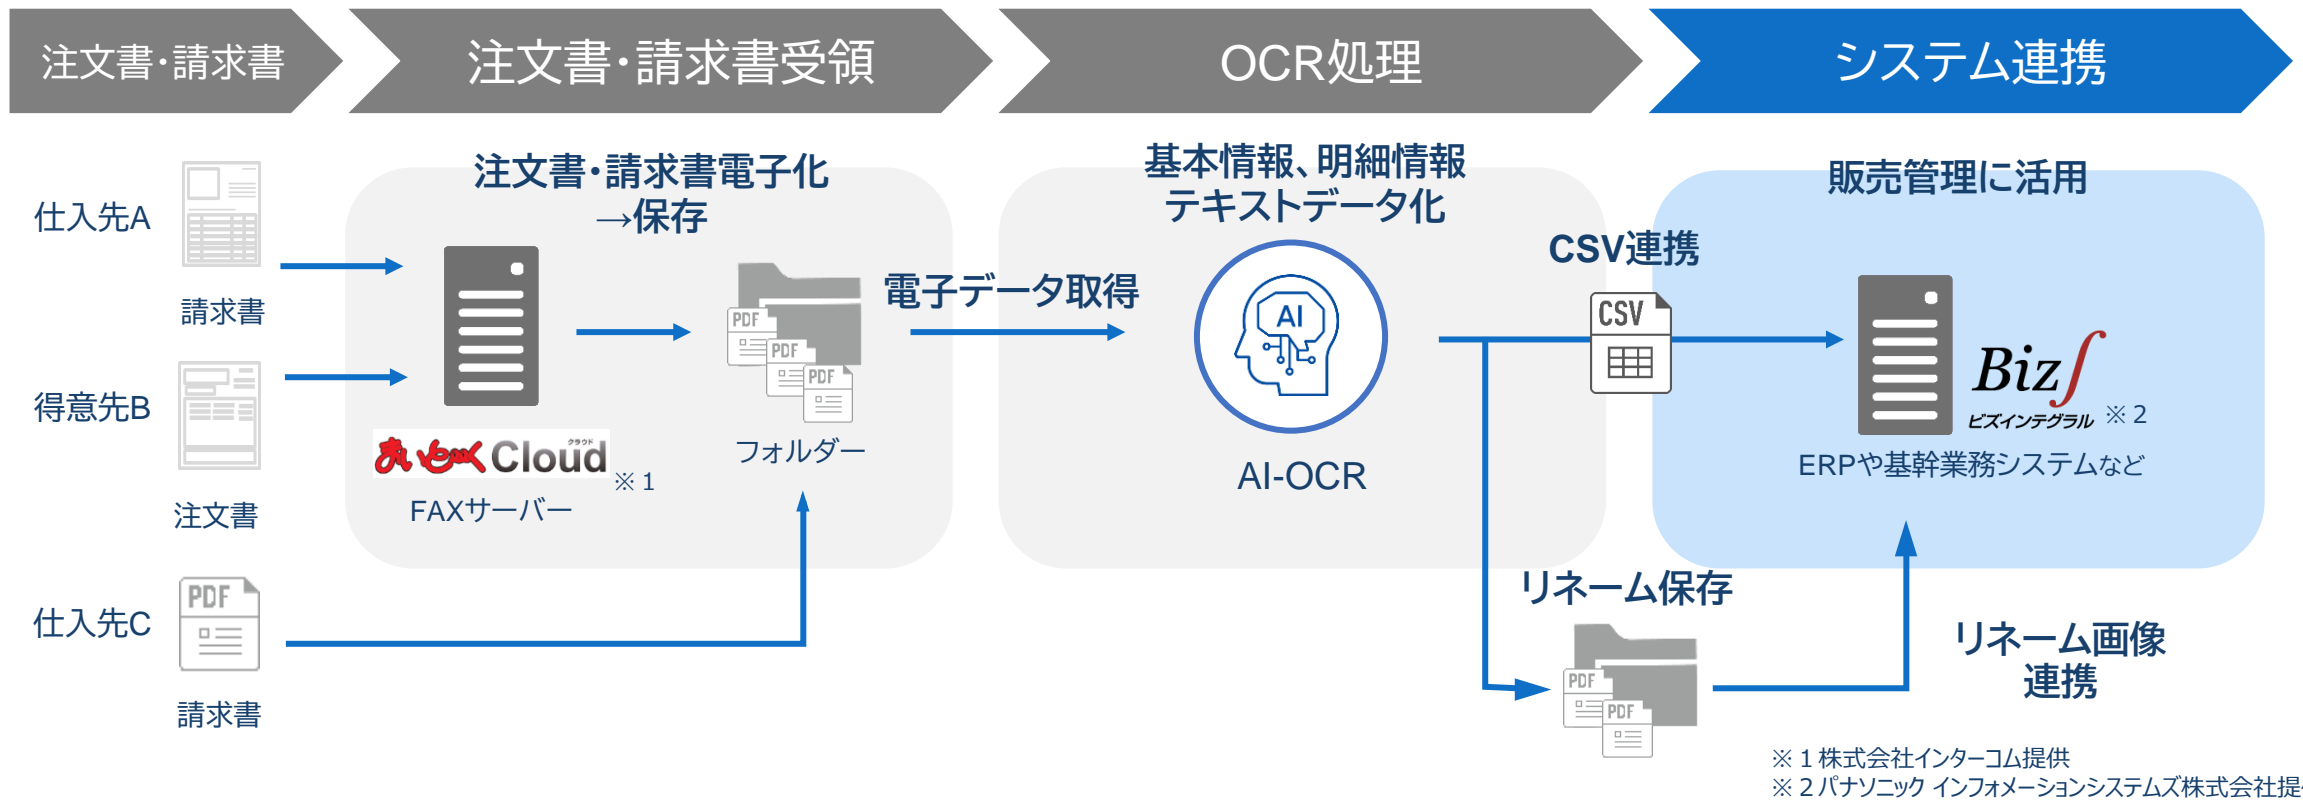 注文書・請求書
注文書・請求書受領
OCR処理
システム連携
仕入先A
請求書
得意先B
注文書
仕入先C
PDF
請求書
注文書・請求書電子化
→保存
まいと〜く Cloud
クラウド
※1
FAXサーバー
PDF
PDF
PDF
フォルダー
電子データ取得
基本情報、明細情報
テキストデータ化
AI
AI-OCR
CSV連携
CSV
リネーム保存
PDF
PDF
販売管理に活用
Biz∫
ビズインテグラル ※2
ERPや基幹業務システムなど
リネーム画像
連携
※1株式会社インターコム提供
※2パナソニック インフォメーションシステムズ株式会社提